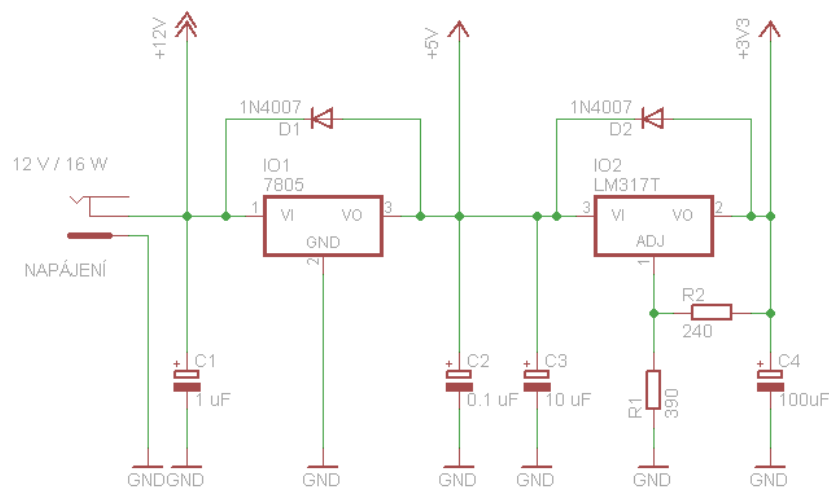 +12V
+5V
+3V3
1N4007
D1
1N4007
D2
12 V / 16 W
IO1
7805
IO2
LM317T
1
VI
VO
3
GND
2
3
VI
VO
2
ADJ
1
NAPÁJENÍ
R2
240
+
C1
1 uF
+
C2
0.1 uF
+
C3
10 uF
R1
390
+
C4
100uF
GND
GND
GND
GND
GND
GND
GND